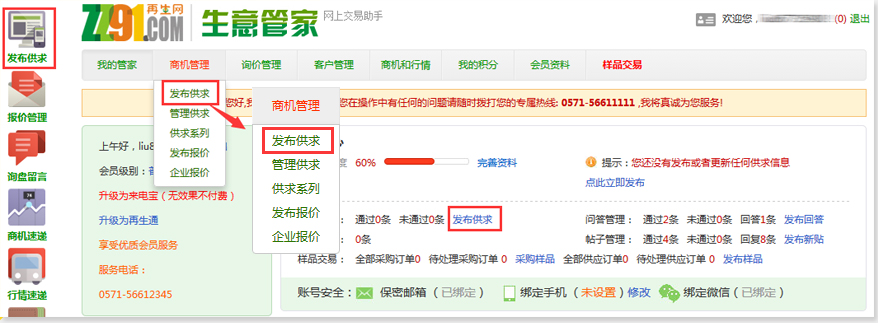 ZZ91再生网
.COM
生意管家
网上交易助手
欢迎您， (0) 退出
发布供求
报价管理
询盘留言
商机速递
行情速递
我的管家 商机管理 询价管理 客户管理 商机和行情 我的积分 会员资料 样品交易
发布供求
管理供求
供求系列
发布报价
企业报价
商机管理
发布供求
管理供求
供求系列
发布报价
企业报价
您好,我 您在操作中有任何的问题请随时拨打您的专属热线: 0571-56611111 ,我将真诚为您服务!
上午好，liu8
会员级别：
升级为来电宝（无效果不付费）
升级为再生通
享受优质会员服务
服务电话：
0571-56612345
度 60% 完善资料
提示：您还没有发布或者更新任何供求信息
点此立即发布
： 通过0条 未通过0条 发布供求
： 0条
问答管理： 通过2条 未通过0条 回答1条 发布回答
帖子管理： 通过4条 未通过0条 回复8条 发布新贴
样品交易： 全部采购订单0 待处理采购订单 0 采购样品 全部供应订单0 待处理供应订单 0 发布样品
账号安全： 保密邮箱（已绑定） 绑定手机（未设置）修改 绑定微信（已绑定）